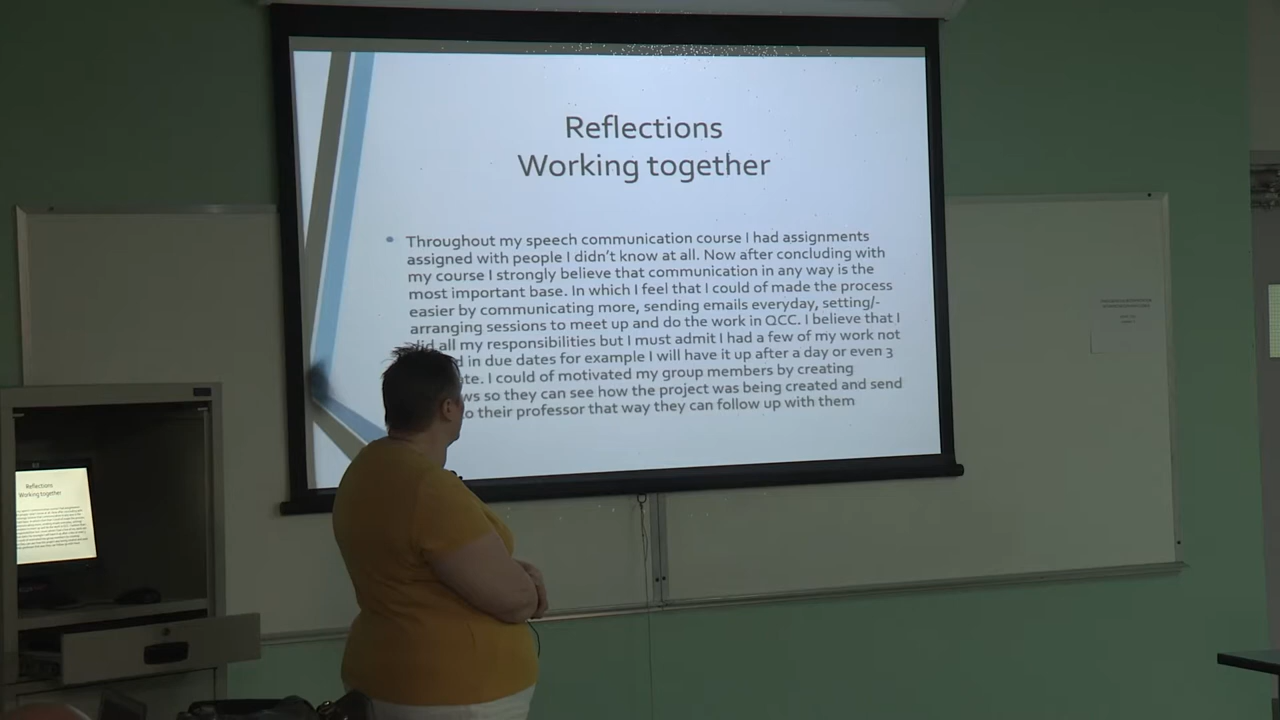 Reflections
Working together
Throughout my speech communication course I had assignments
assigned with people I didn't know at all. Now after concluding with
my course I strongly believe that communication in any way is the
most important base. In which I feel that I could of made the process
easier by communicating more, sending emails everyday, setting/-
arranging sessions to meet up and do the work in QCC. I believe that I
did all my responsibilities but I must admit I had a few of my work not
in due dates for example I will have it up after a day or even 3
I could of motivated my group members by creating
so they can see how the project was being created and send
their professor that way they can follow up with them
Reflections
Working together